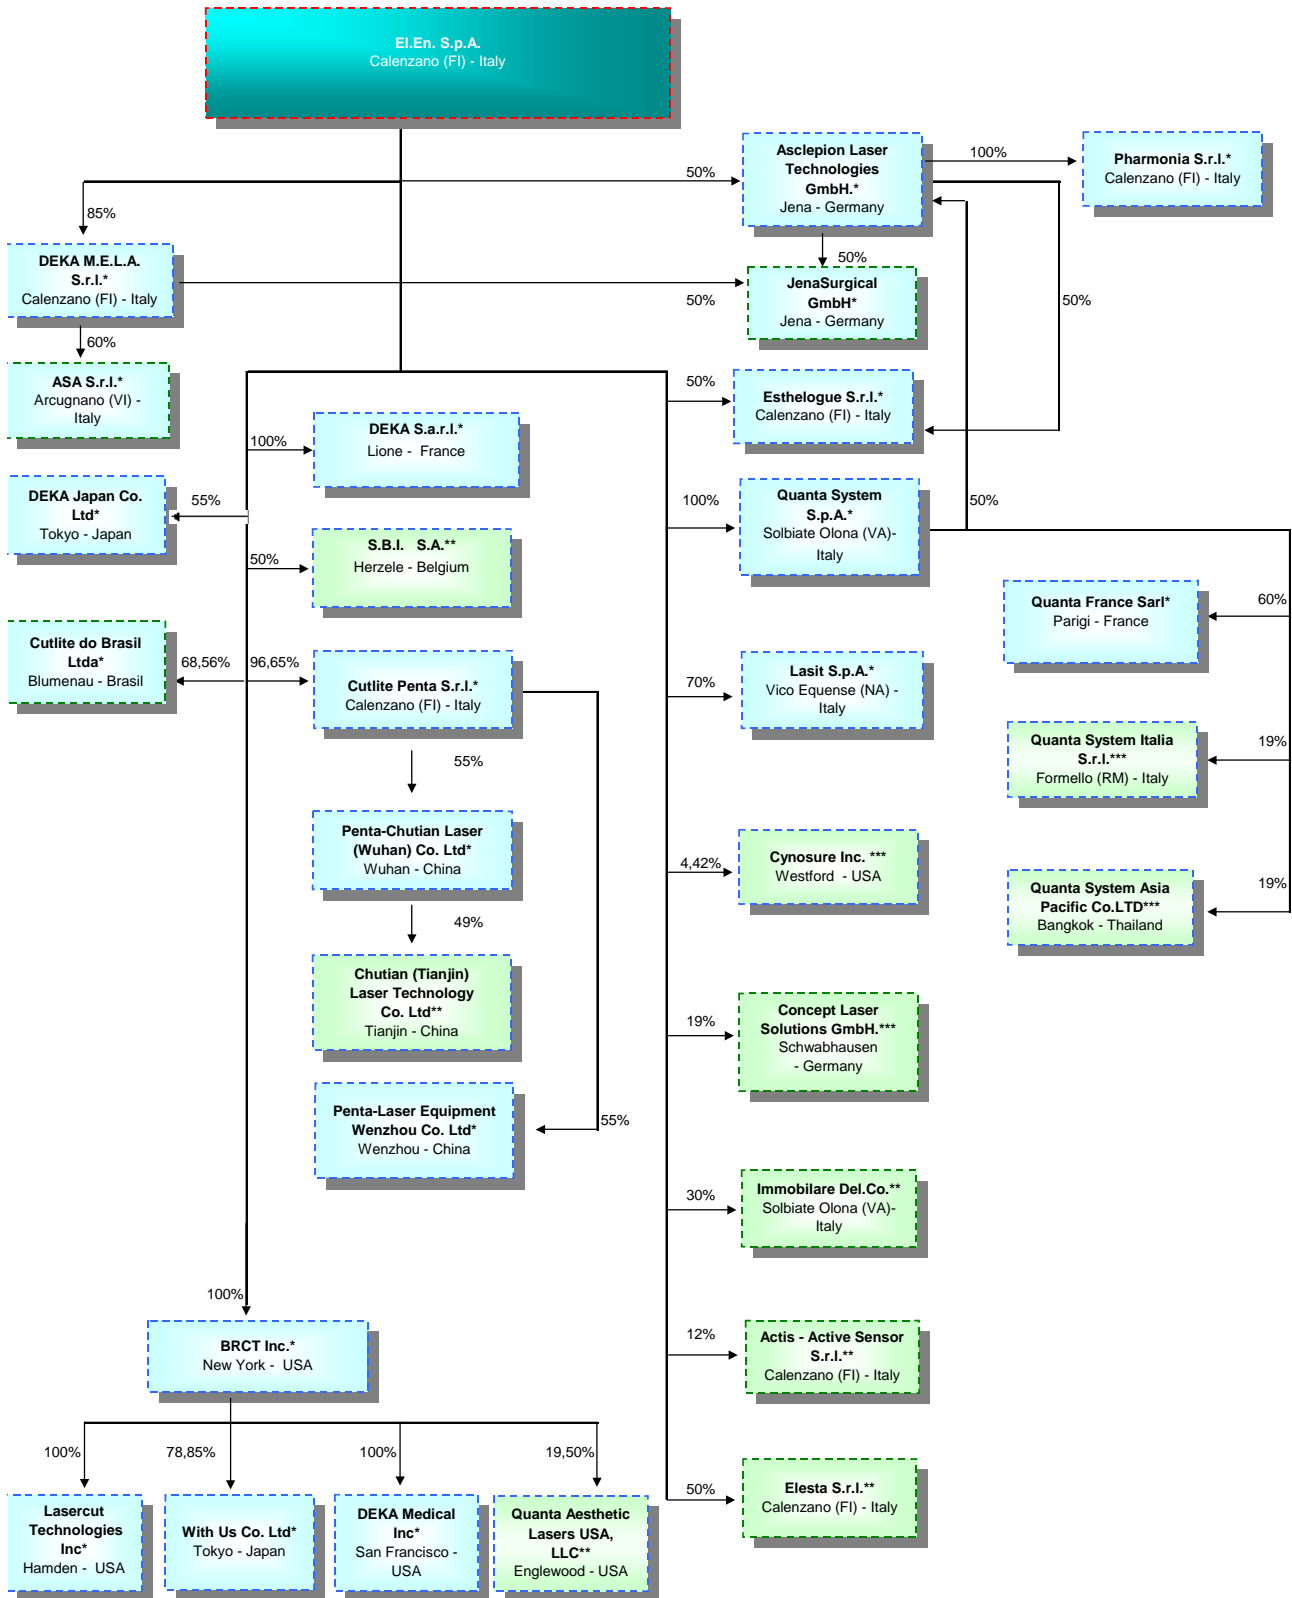 El.En. S.p.A.
Calenzano (FI) - Italy
Asclepion Laser
Technologies
GmbH.*
Jena - Germany
100%
Pharmonia S.r.l.*
Calenzano (FI) - Italy
50%
85%
50%
DEKA M.E.L.A.
S.r.l.*
Calenzano (FI) - Italy
50%
JenaSurgical
GmbH*
Jena - Germany
50%
60%
ASA S.r.l.*
Arcugnano (VI) -
Italy
50%
Esthelogue S.r.l.*
Calenzano (FI) - Italy
100%
DEKA S.a.r.l.*
Lione - France
DEKA Japan Co.
Ltd*
Tokyo - Japan
55%
100%
Quanta System
S.p.A.*
Solbiate Olona (VA)-
Italy
50%
50%
S.B.I. S.A.**
Herzele - Belgium
Quanta France Sarl*
Parigi - France
60%
Cutlite do Brasil
Ltda*
Blumenau - Brasil
68,56%
96,65%
Cutlite Penta S.r.l.*
Calenzano (FI) - Italy
70%
Lasit S.p.A.*
Vico Equense (NA) -
Italy
Quanta System Italia
S.r.l.***
Formello (RM) - Italy
19%
55%
Penta-Chutian Laser
(Wuhan) Co. Ltd*
Wuhan - China
4,42%
Cynosure Inc. ***
Westford - USA
Quanta System Asia
Pacific Co.LTD***
Bangkok - Thailand
19%
49%
Chutian (Tianjin)
Laser Technology
Co. Ltd**
Tianjin - China
19%
Concept Laser
Solutions GmbH.***
Schwabhausen
- Germany
Penta-Laser Equipment
Wenzhou Co. Ltd*
Wenzhou - China
55%
30%
Immobilare Del.Co.**
Solbiate Olona (VA)-
Italy
100%
BRCT Inc.*
New York - USA
12%
Actis - Active Sensor
S.r.l.**
Calenzano (FI) - Italy
100%
78,85%
100%
19,50%
50%
Elesta S.r.l.**
Calenzano (FI) - Italy
Lasercut
Technologies
Inc*
Hamden - USA
With Us Co. Ltd*
Tokyo - Japan
DEKA Medical
Inc*
San Francisco -
USA
Quanta Aesthetic
Lasers USA,
LLC**
Englewood - USA